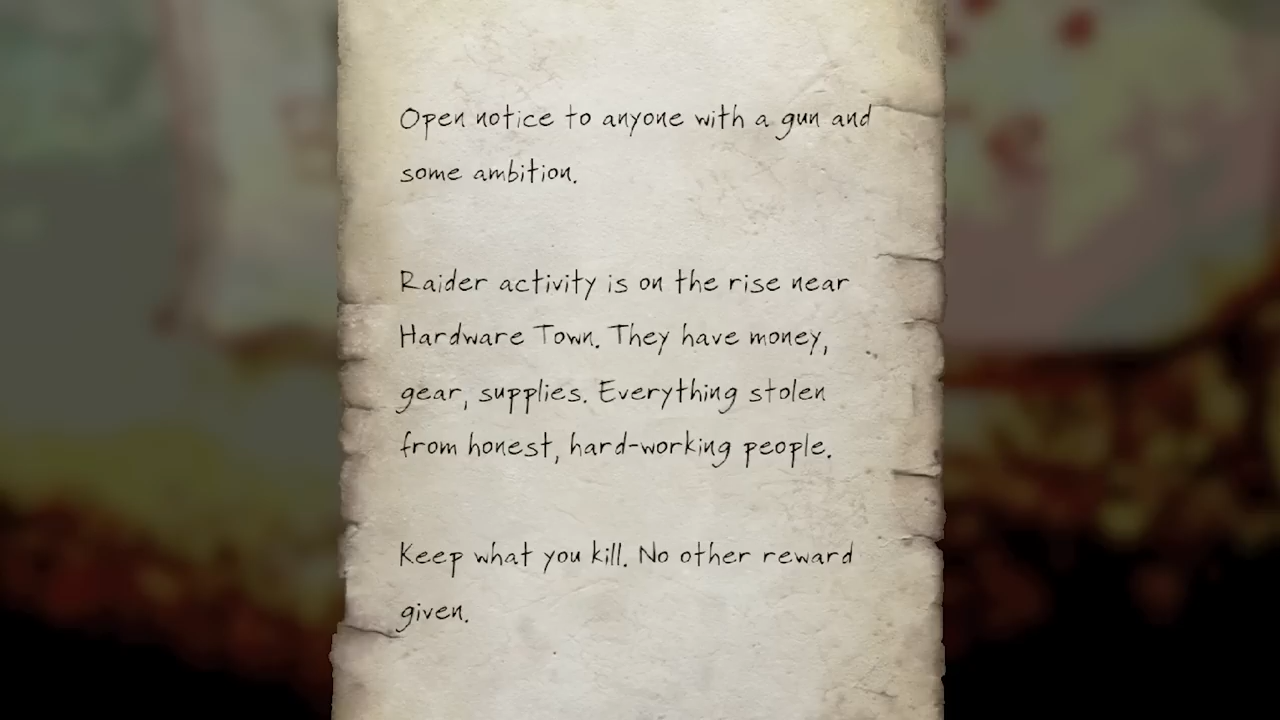 Open notice to anyone with a gun and
some ambition.
Raider activity is on the rise near
Hardware Town. They have money,
gear, supplies. Everything stolen
from honest, hard-working people.
Keep what you kill. No other reward
given.